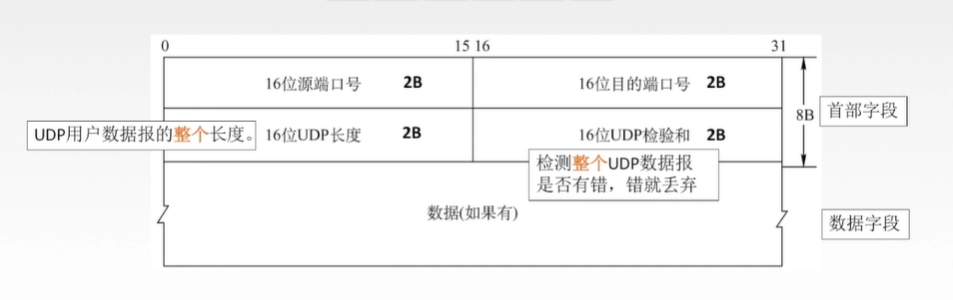 0 15 16 31
16位源端口号 2B 16位目的端口号 2B
8B 首部字段
UDP用户数据报的整个长度。 16位UDP长度 2B 16位UDP检验和 2B
检测整个UDP数据报
是否有错，错就丢弃
数据(如果有) 数据字段